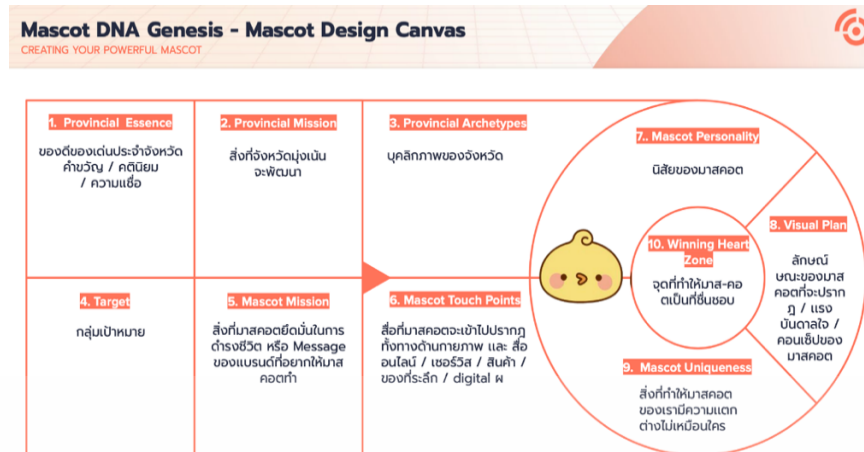 Mascot DNA Genesis - Mascot Design Canvas
CREATING YOUR POWERFUL MASCOT
1. Provincial Essence
ของดีของเด่นประจำจังหวัด
คำขวัญ / คตินิยม
/ ความเชื่อ
2. Provincial Mission
สิ่งที่จังหวัดมุ่งเน้น
จะพัฒนา
3. Provincial Archetypes
บุคลิกภาพของจังหวัด
4. Target
กลุ่มเป้าหมาย
5. Mascot Mission
สิ่งที่มาสคอตยึดมั่นในการ
ดำรงชีวิต หรือ Message
ของแบรนด์ที่อยากให้มาส
คอตทำ
6. Mascot Touch Points
สื่อที่มาสคอตจะเข้าไปปรากฎ
ทั้งทางด้านกายภาพ และ สื่อ
อนไลน์ / เซอร์วิส / สินค้า /
ของที่ระลึก / digital ผ
7.. Mascot Personality
นิสัยของมาสคอต
8. Visual Plan
ลักษณ์
ษณะของมาส
คอตที่จะปราก
ฎ / แรง
บันดาลใจ /
คอนเซ็ปของ
มาสคอต
9. Mascot Uniqueness
สิ่งที่ทำให้มาสคอต
ของเรามีความแตก
ต่างไม่เหมือนใคร
10. Winning Heart
Zone
จุดที่ทำให้มาส-คอ
ตเป็นที่ชื่นชอบ